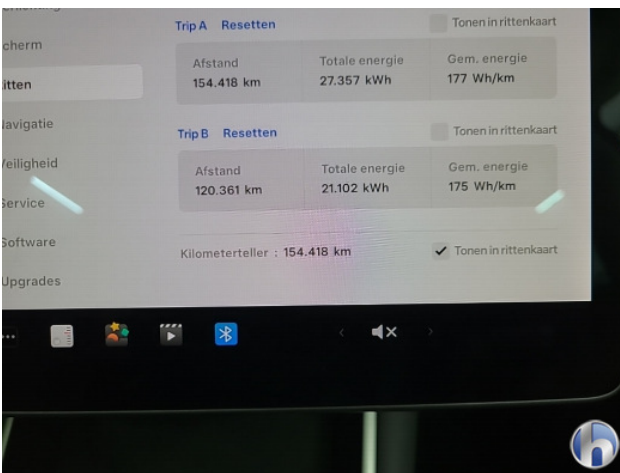 Trip A Resetten
Tonen in rittenkaart
Afstand Totale energie Gem. energie
154.418 km 27.357 kWh 177 Wh/km
Trip B Resetten
Tonen in rittenkaart
Afstand Totale energie Gem. energie
120.361 km 21.102 kWh 175 Wh/km
Kilometerteller : 154.418 km
Tonen in rittenkaart
cherm
itten
avigatie
eiligheid
Service
Software
Upgrades